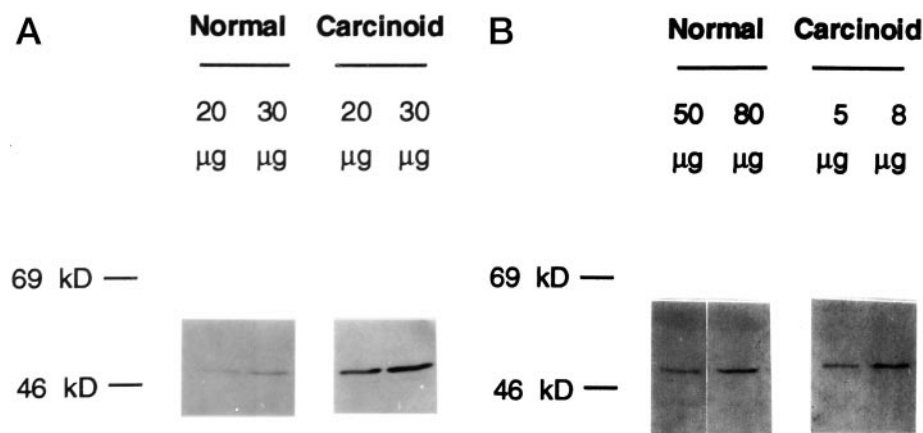 A
Normal Carcinoid
20 30 20 30
µg µg µg µg
69 kD
46 kD
B
Normal Carcinoid
50 80 5 8
µg µg µg µg
69 kD
46 kD